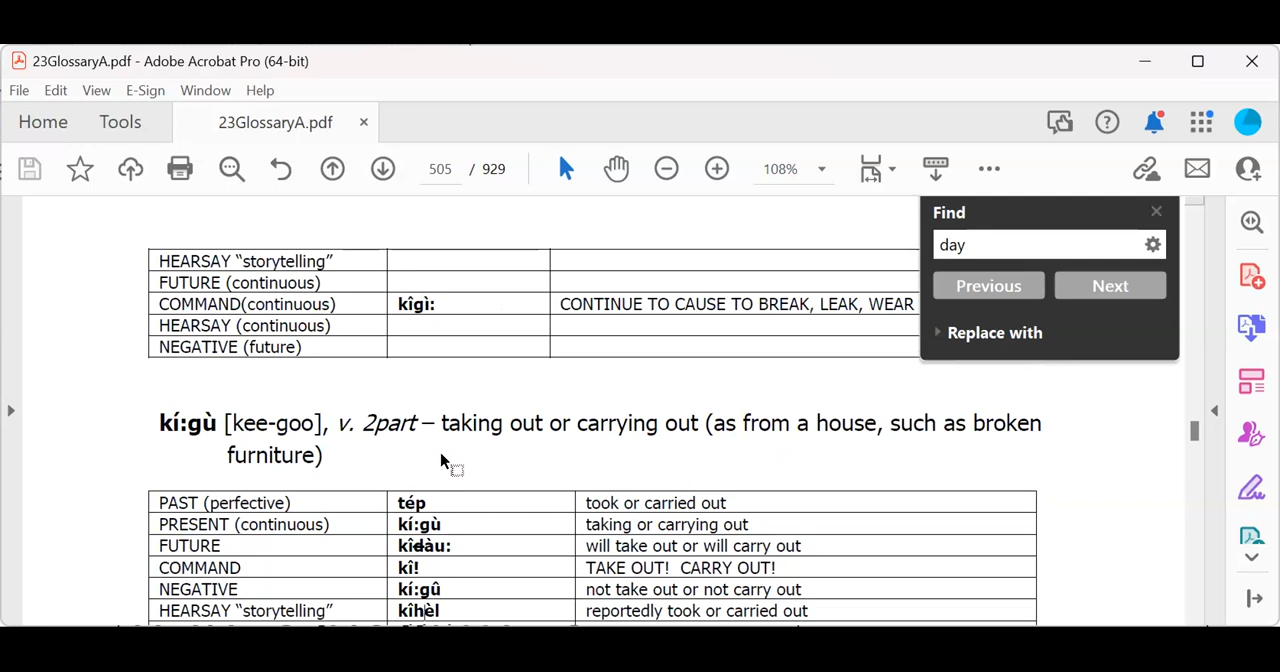 23GlossaryA.pdf - Adobe Acrobat Pro (64-bit)
File Edit View E-Sign Window Help
Home Tools 23GlossaryA.pdf
505 / 929 108%
Find
day
Previous Next
Replace with
HEARSAY “storytelling”
FUTURE (continuous)
COMMAND(continuous) kîgì: CONTINUE TO CAUSE TO BREAK, LEAK, WEAR
HEARSAY (continuous)
NEGATIVE (future)
kí:gù [kee-goo], v. 2part – taking out or carrying out (as from a house, such as broken
furniture)
PAST (perfective) tép took or carried out
PRESENT (continuous) kí:gù taking or carrying out
FUTURE kîdàu: will take out or will carry out
COMMAND kî! TAKE OUT! CARRY OUT!
NEGATIVE kí:gû not take out or not carry out
HEARSAY “storytelling” kîhèl reportedly took or carried out